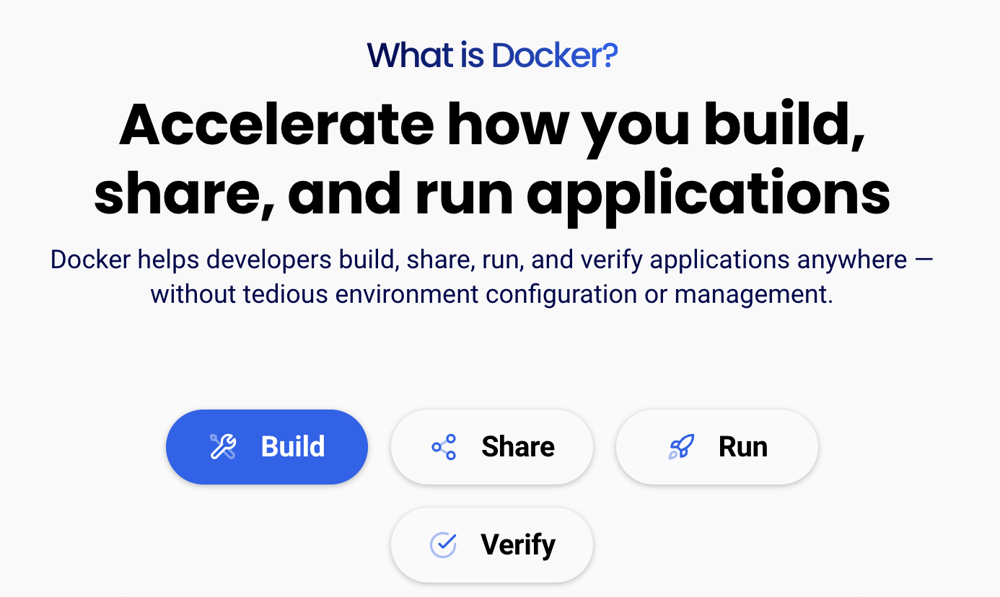 What is Docker?
Accelerate how you build,
share, and run applications
Docker helps developers build, share, run, and verify applications anywhere —
without tedious environment configuration or management.
Build
Share
Run
Verify